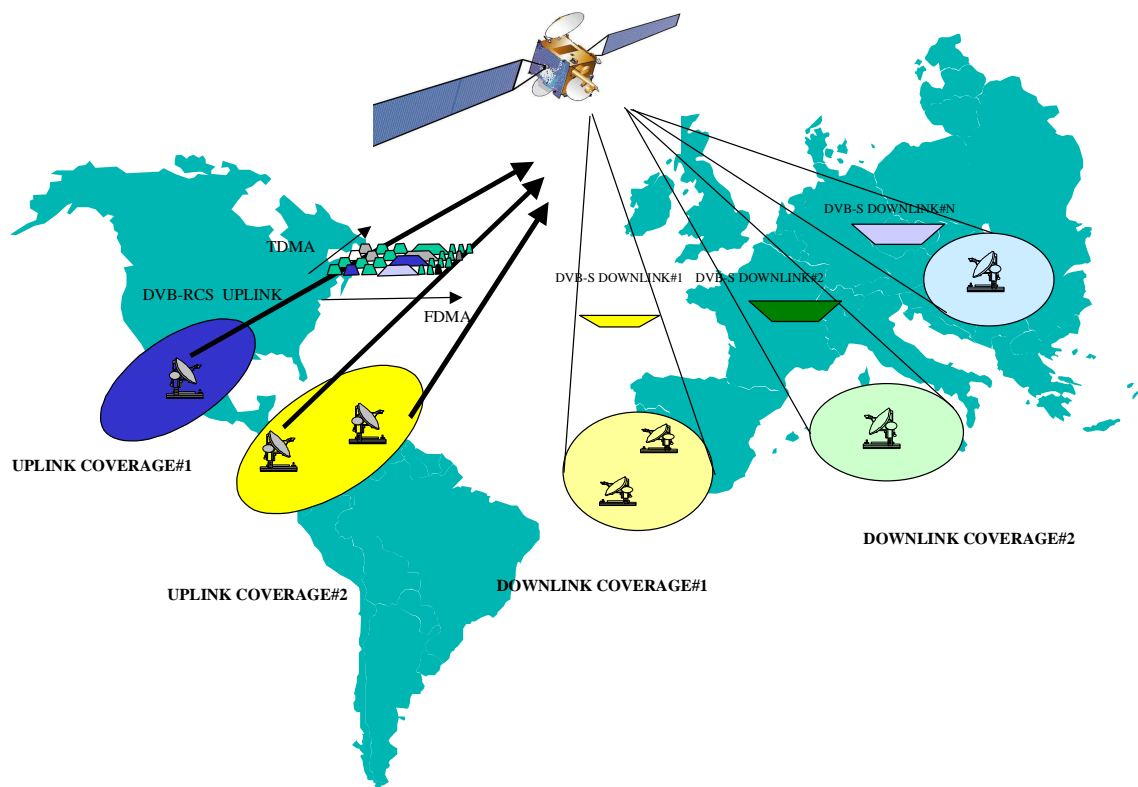 DVB-S DOWNLINK#N
TDMA
DVB-S DOWNLINK#1
DVB-S DOWNLINK#2
DVB-RCS  UPLINK
FDMA
UPLINK COVERAGE#1
DOWNLINK COVERAGE#2
DOWNLINK COVERAGE#1
UPLINK COVERAGE#2